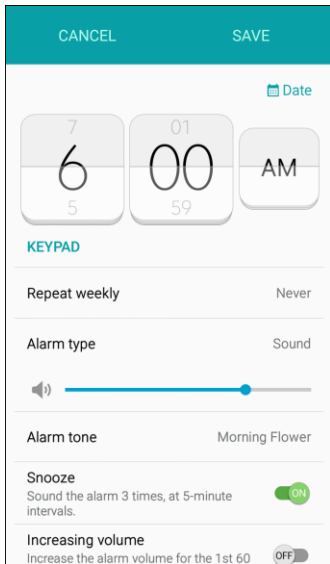 CANCEL SAVE
Date
7 01
6 00 AM
5 59
KEYPAD
Repeat weekly Never
Alarm type Sound
Alarm tone Morning Flower
Snooze
Sound the alarm 3 times, at 5-minute ON
intervals.
Increasing volume
Increase the alarm volume for the 1st 60 OFF